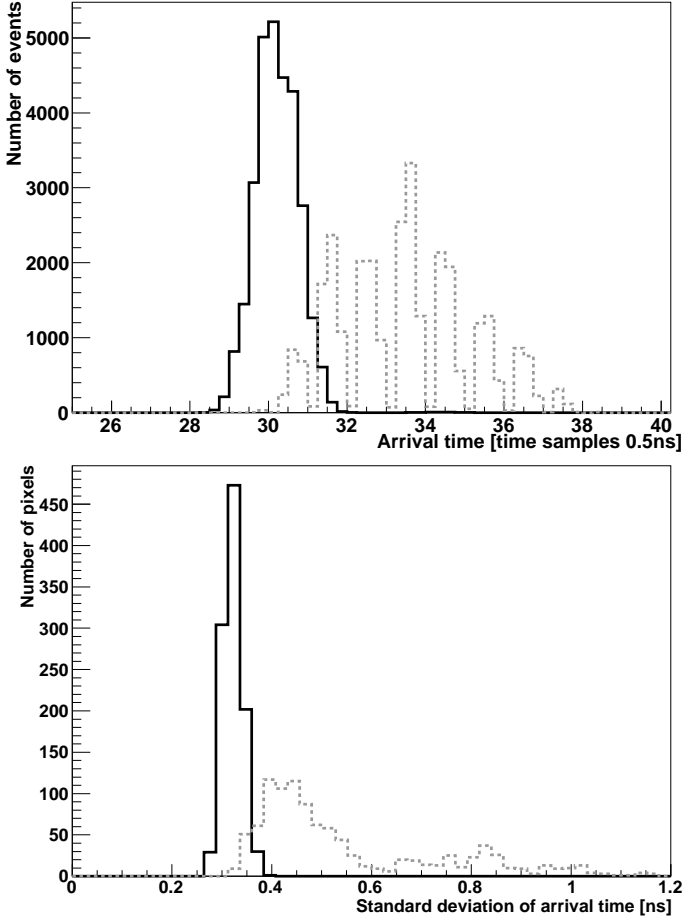 Number of events
5000
4000
3000
2000
1000
0
26 28 30 32 34 36 38 40
Arrival time [time samples 0.5ns]
Number of pixels
450
400
350
300
250
200
150
100
50
0
0 0.2 0.4 0.6 0.8 1 1.2
Standard deviation of arrival time [ns]